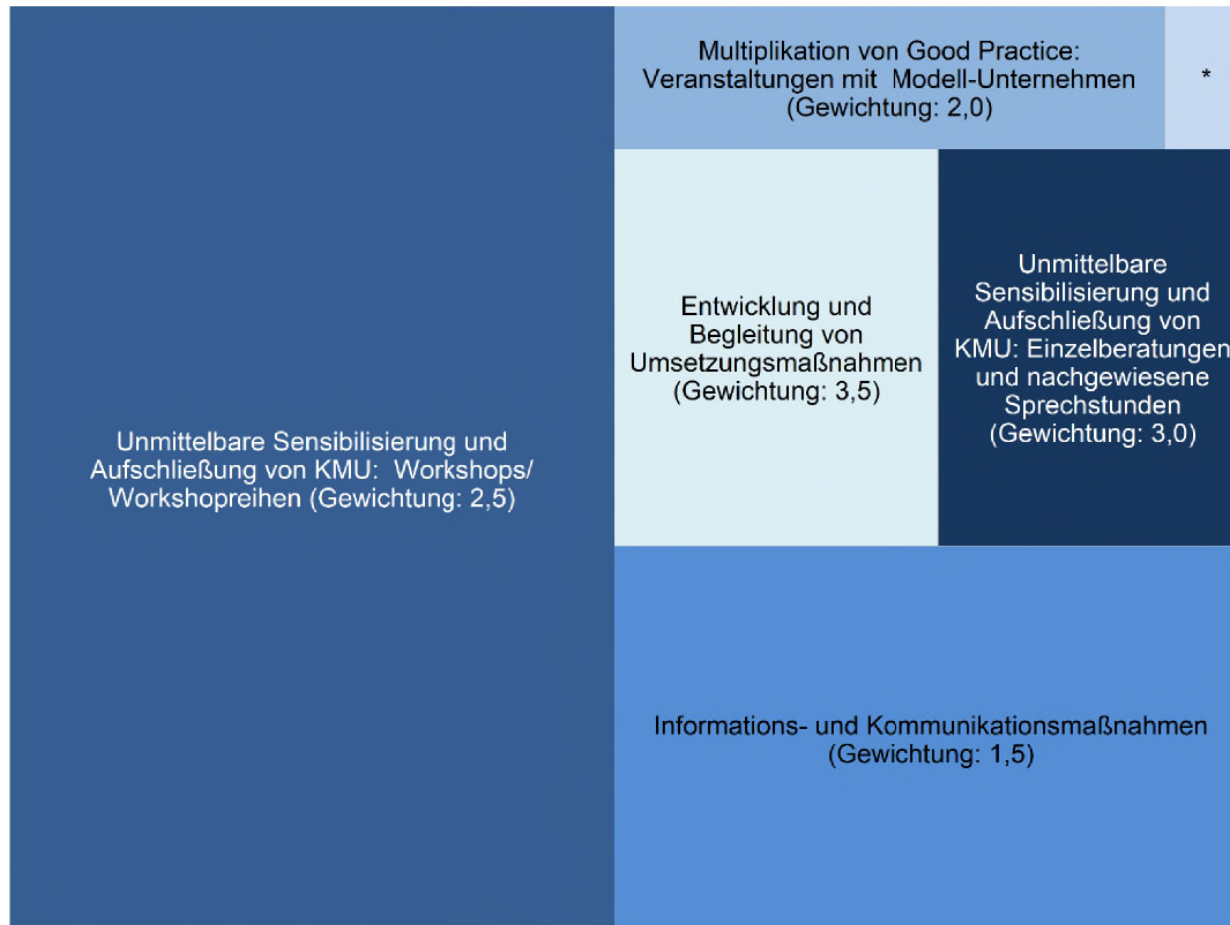 Multiplikation von Good Practice:
Veranstaltungen mit Modell-Unternehmen
(Gewichtung: 2,0)
*
Entwicklung und
Begleitung von
Umsetzungsmaßnahmen
(Gewichtung: 3,5)
Unmittelbare
Sensibilisierung und
Aufschließung von
KMU: Einzelberatungen
und nachgewiesene
Sprechstunden
(Gewichtung: 3,0)
Unmittelbare Sensibilisierung und
Aufschließung von KMU: Workshops/
Workshopreihen (Gewichtung: 2,5)
Informations- und Kommunikationsmaßnahmen
(Gewichtung: 1,5)